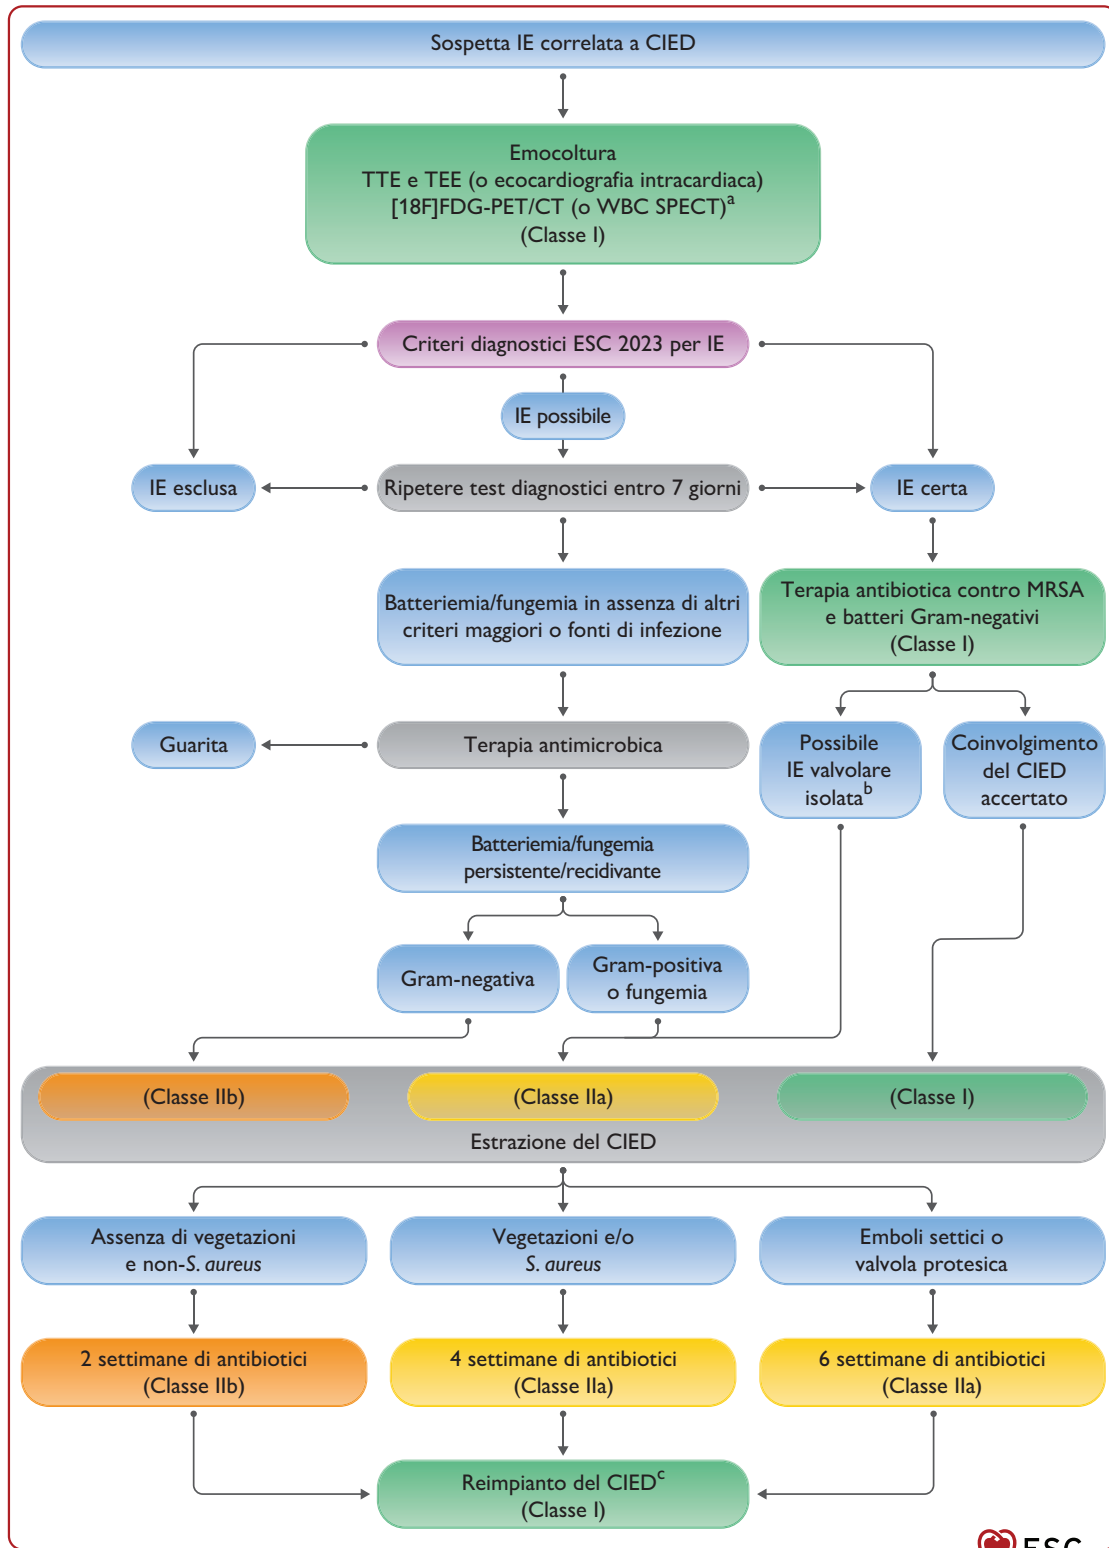 Sospetta IE correlata a CIED
Emocoltura
TTE e TEE (o ecocardiografia intracardiaca)
[18F]FDG-PET/CT (o WBC SPECT)a
(Classe I)
Criteri diagnostici ESC 2023 per IE
IE possibile
IE esclusa
Ripetere test diagnostici entro 7 giorni
IE certa
Batteriemia/fungemia in assenza di altri
criteri maggiori o fonti di infezione
Terapia antibiotica contro MRSA
e batteri Gram-negativi
(Classe I)
Guarita
Terapia antimicrobica
Possibile
IE valvolare
isolatab
Coinvolgimento
del CIED
accertato
Batteriemia/fungemia
persistente/recidivante
Gram-negativa
Gram-positiva
o fungemia
(Classe IIb)
(Classe IIa)
(Classe I)
Estrazione del CIED
Assenza di vegetazioni
e non-S. aureus
Vegetazioni e/o
S. aureus
Emboli settici o
valvola protesica
2 settimane di antibiotici
(Classe IIb)
4 settimane di antibiotici
(Classe IIa)
6 settimane di antibiotici
(Classe IIa)
Reimpianto del CIEDc
(Classe I)
ESC